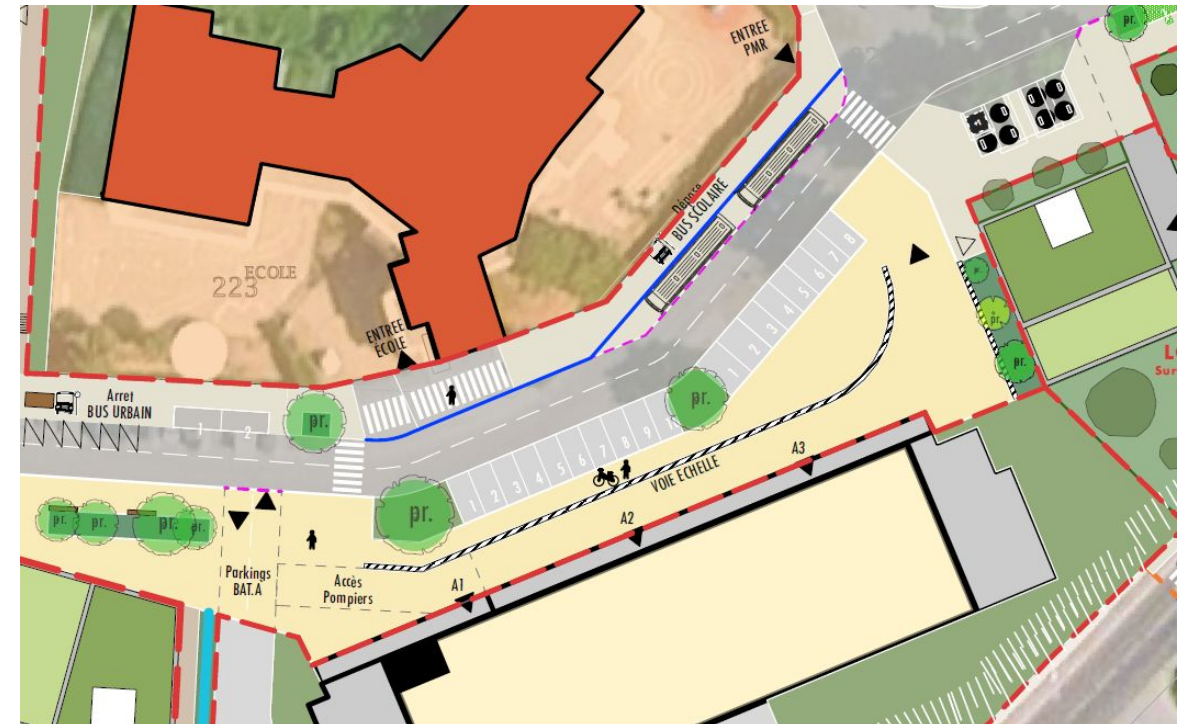 pr.
ENTREE
PMR
Dépose
BUS SCOLAIRE
ECOLE
223
ENTREE
ECOLE
Arret
BUS URBAIN
1
2
pr.
1
2
3
4
5
6
7
8
pr.
1
2
3
4
5
6
7
8
9
pr.
pr.
pr.
pr.
pr.
pr.
pr.
pr.
VOIE ECHELLE
A3
A2
A1
Parkings
BAT.A
Accès
Pompiers
Sur